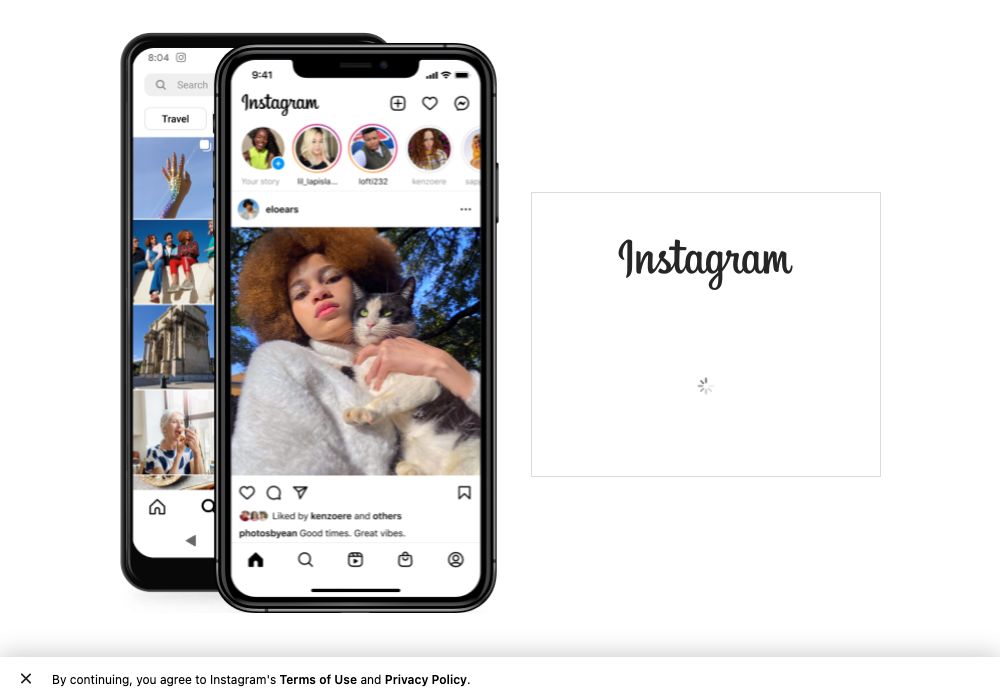 8:04
Search
Travel
9:41
Instagram
Your story
lil_lapisla...
lofti232
kenzoere
eloears
Liked by kenzoere and others
photosbyean Good times. Great vibes.
Instagram
By continuing, you agree to Instagram's Terms of Use and Privacy Policy.